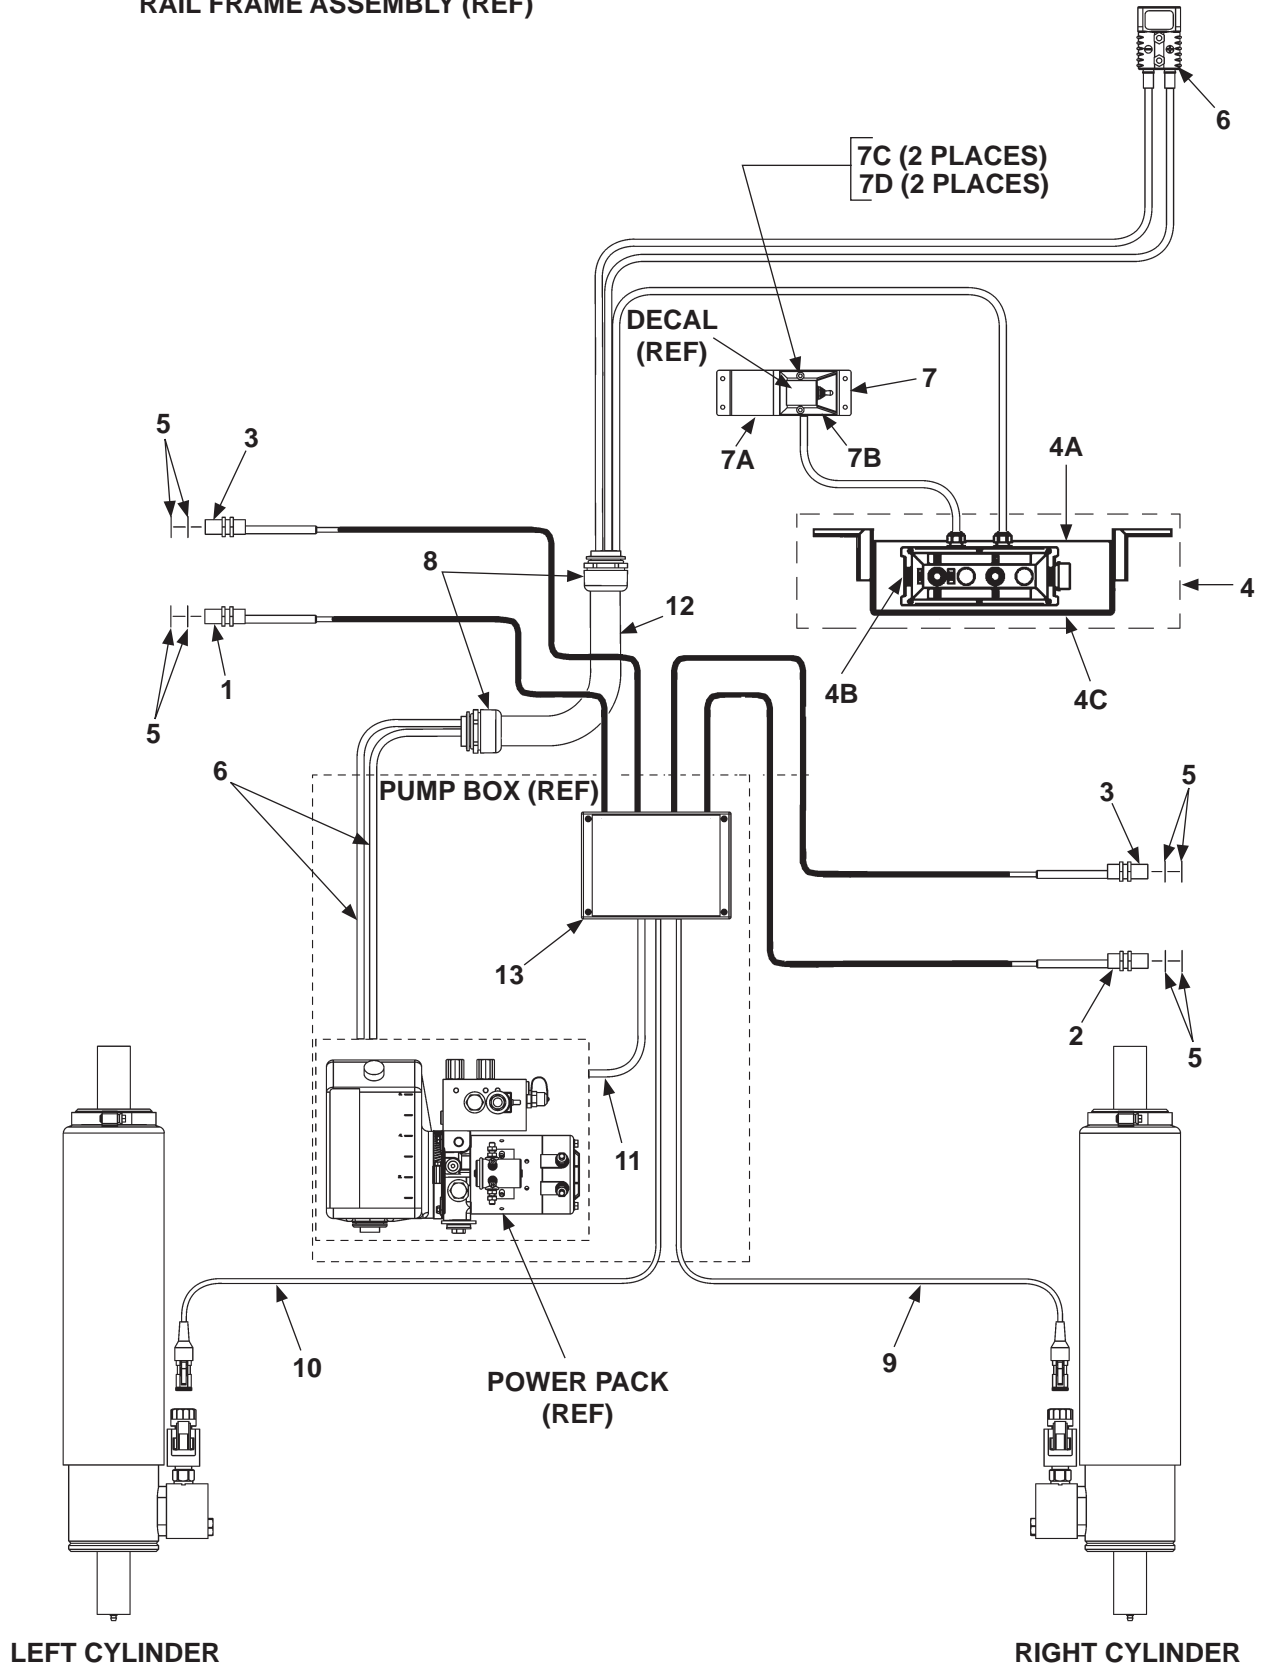 RAIL FRAME ASSEMBLY (REF)
6
7C (2 PLACES)
7D (2 PLACES)
DECAL
(REF)
7
7A
7B
5
3
4A
8
4
12
1
4B
4C
5
6
PUMP BOX (REF)
3
5
13
2
5
11
10
9
POWER PACK
(REF)
LEFT CYLINDER
RIGHT CYLINDER